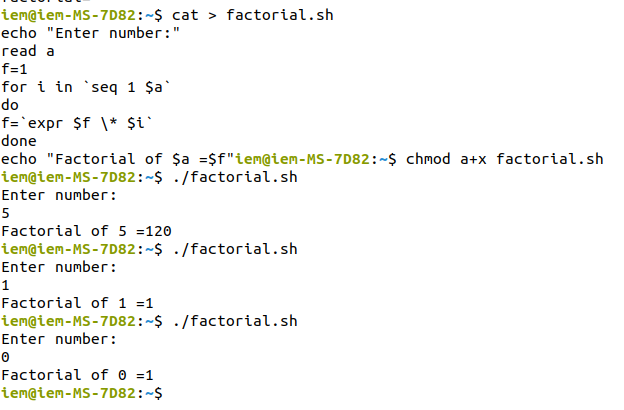 iem@iem-MS-7D82:~$ cat > factorial.sh
echo "Enter number:"
read a
f=1
for i in `seq 1 $a`
do
f=`expr $f \* $i`
done
echo "Factorial of $a =$f"iem@iem-MS-7D82:~$ chmod a+x factorial.sh
iem@iem-MS-7D82:~$ ./factorial.sh
Enter number:
5
Factorial of 5 =120
iem@iem-MS-7D82:~$ ./factorial.sh
Enter number:
1
Factorial of 1 =1
iem@iem-MS-7D82:~$ ./factorial.sh
Enter number:
0
Factorial of 0 =1
iem@iem-MS-7D82:~$